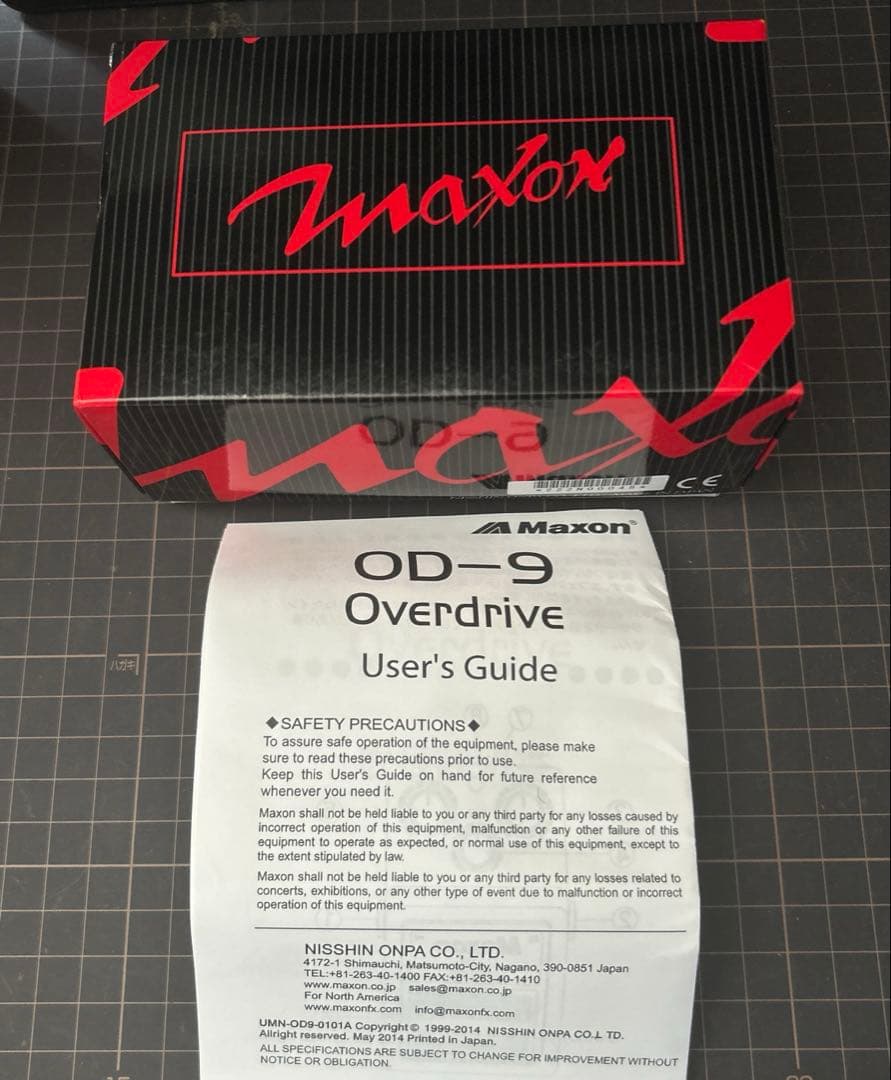 maxon
maxo
OD-9
CE
Maxon®
OD-9
Overdrive
User's Guide
◆SAFETY PRECAUTIONS◆
To assure safe operation of the equipment, please make
sure to read these precautions prior to use.
Keep this User's Guide on hand for future reference
whenever you need it.
Maxon shall not be held liable to you or any third party for any losses caused by
incorrect operation of this equipment, malfunction or any other failure of this
equipment to operate as expected, or normal use of this equipment, except to
the extent stipulated by law.
Maxon shall not be held liable to you or any third party for any losses related to
concerts, exhibitions, or any other type of event due to malfunction or incorrect
operation of this equipment.
NISSHIN ONPA CO., LTD.
4172-1 Shimauchi, Matsumoto-City, Nagano, 390-0851 Japan
TEL:+81-263-40-1400 FAX:+81-263-40-1410
www.maxon.co.jp sales@maxon.co.jp
For North America
www.maxonfx.com info@maxonfx.com
UMN-OD9-0101A Copyright© 1999-2014 NISSHIN ONPA CO.L TD.
Allright reserved. May 2014 Printed in Japan.
ALL SPECIFICATIONS ARE SUBJECT TO CHANGE FOR IMPROVEMENT WITHOUT
NOTICE OR OBLIGATION.
ハガキ